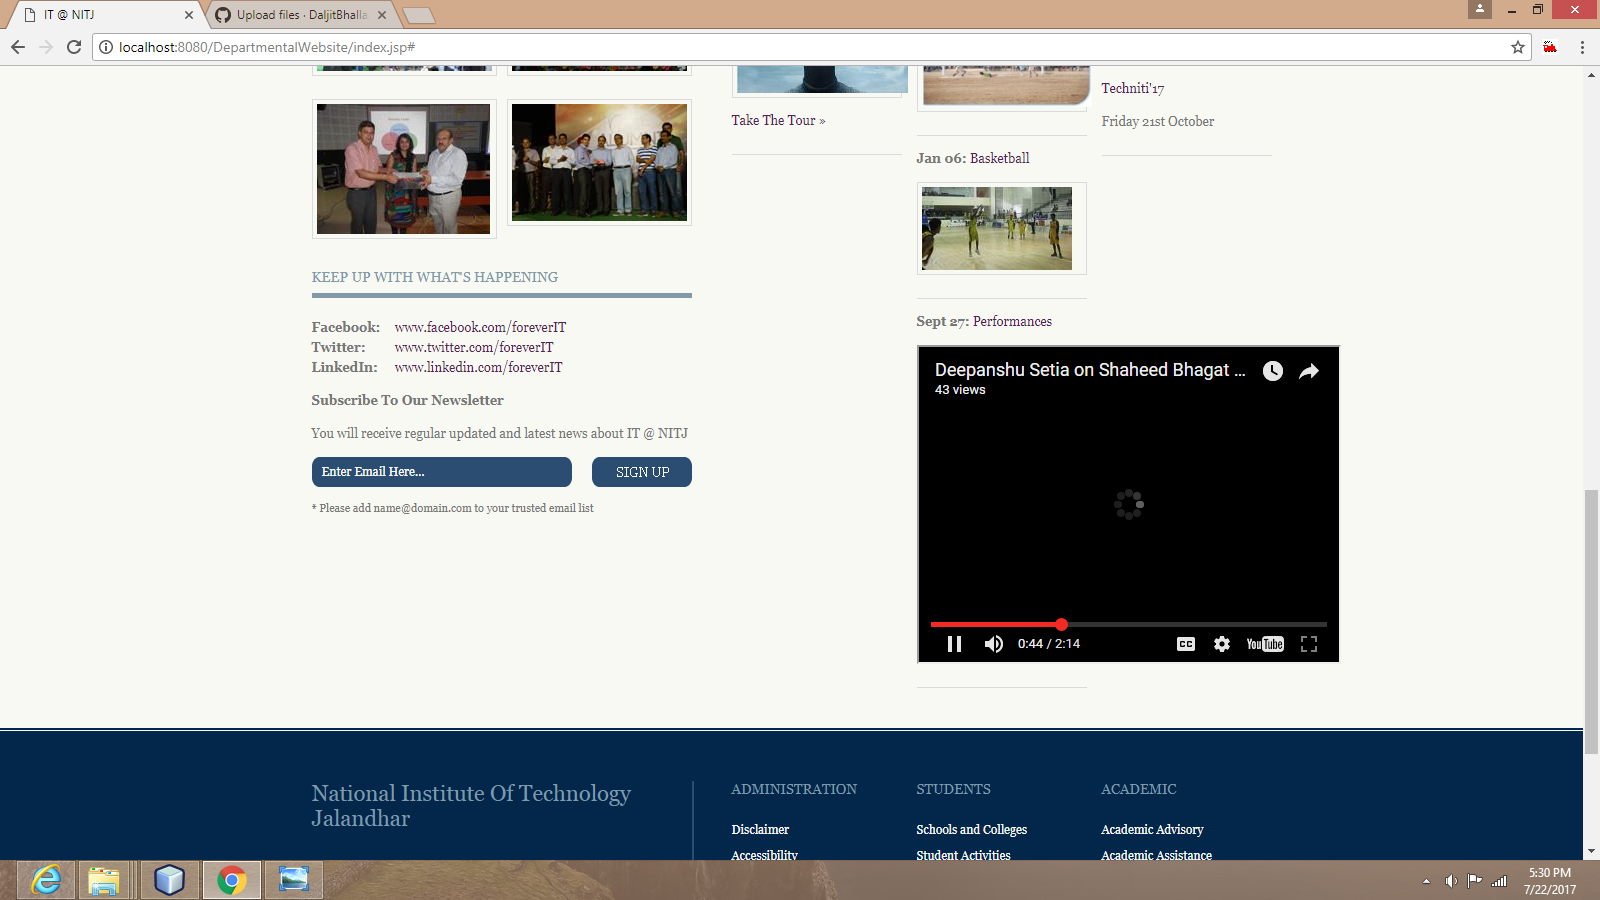 IT @ NITJ
Upload files · DaljitBhalla
localhost:8080/DepartmentalWebsite/index.jsp#
Take The Tour »
Techniti'17
Friday 21st October
Jan 06: Basketball
KEEP UP WITH WHAT'S HAPPENING
Facebook: www.facebook.com/foreverIT
Twitter: www.twitter.com/foreverIT
LinkedIn: www.linkedin.com/foreverIT
Subscribe To Our Newsletter
You will receive regular updated and latest news about IT @ NITJ
Enter Email Here...
SIGN UP
* Please add name@domain.com to your trusted email list
Sept 27: Performances
Deepanshu Setia on Shaheed Bhagat ...
43 views
0:44 / 2:14
CC
YouTube
National Institute Of Technology
Jalandhar
ADMINISTRATION
Disclaimer
Accessibility
STUDENTS
Schools and Colleges
Student Activities
ACADEMIC
Academic Advisory
Academic Assistance
5:30 PM
7/22/2017